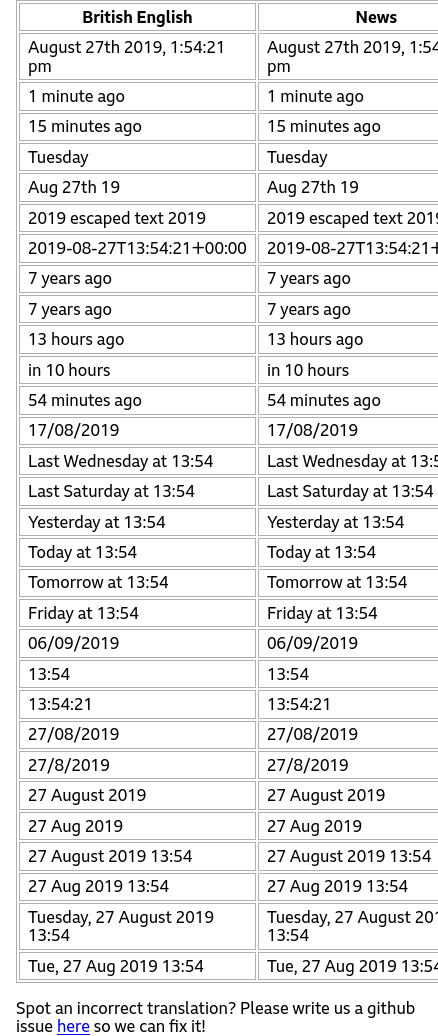 British English News
August 27th 2019, 1:54:21 August 27th 2019, 1:54
pm pm
1 minute ago 1 minute ago
15 minutes ago 15 minutes ago
Tuesday Tuesday
Aug 27th 19 Aug 27th 19
2019 escaped text 2019 2019 escaped text 2019
2019-08-27T13:54:21+00:00 2019-08-27T13:54:21+
7 years ago 7 years ago
7 years ago 7 years ago
13 hours ago 13 hours ago
in 10 hours in 10 hours
54 minutes ago 54 minutes ago
17/08/2019 17/08/2019
Last Wednesday at 13:54 Last Wednesday at 13:5
Last Saturday at 13:54 Last Saturday at 13:54
Yesterday at 13:54 Yesterday at 13:54
Today at 13:54 Today at 13:54
Tomorrow at 13:54 Tomorrow at 13:54
Friday at 13:54 Friday at 13:54
06/09/2019 06/09/2019
13:54 13:54
13:54:21 13:54:21
27/08/2019 27/08/2019
27/8/2019 27/8/2019
27 August 2019 27 August 2019
27 Aug 2019 27 Aug 2019
27 August 2019 13:54 27 August 2019 13:54
27 Aug 2019 13:54 27 Aug 2019 13:54
Tuesday, 27 August 2019 Tuesday, 27 August 201
13:54 13:54
Tue, 27 Aug 2019 13:54 Tue, 27 Aug 2019 13:54
Spot an incorrect translation? Please write us a github
issue here so we can fix it!